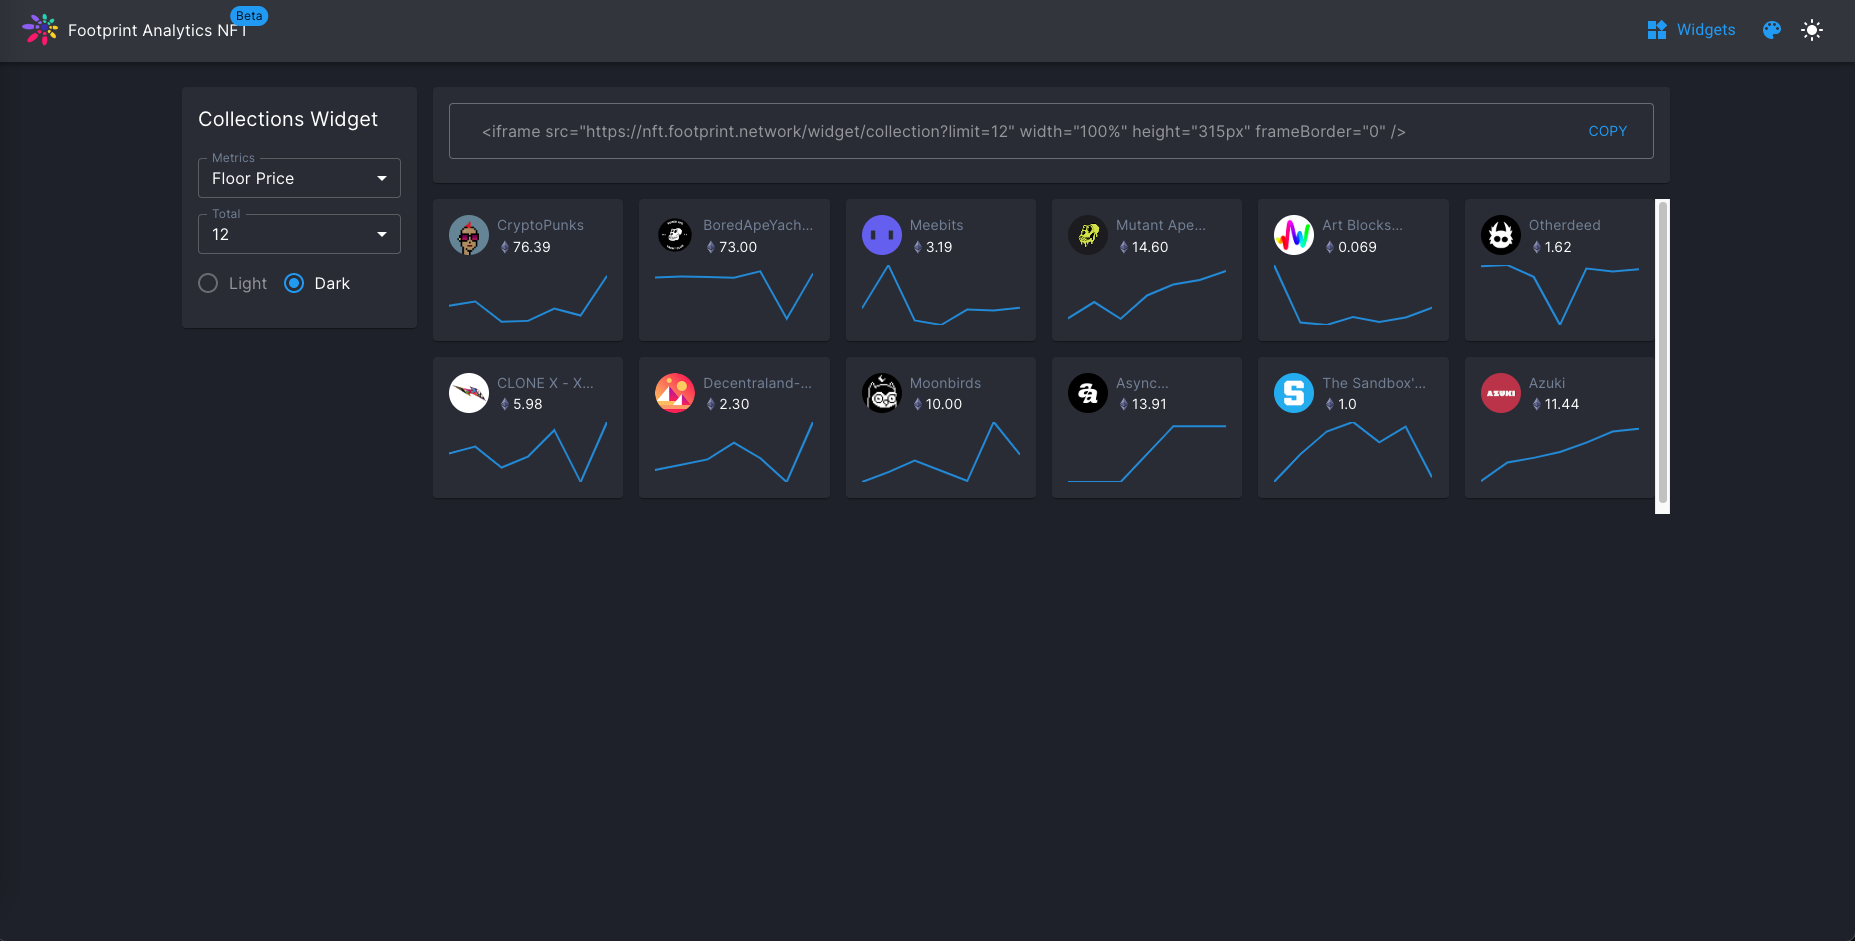 Footprint Analytics NFT
Beta
Widgets
Collections Widget
Metrics
Floor Price
Total
12
Light
Dark
<iframe src="https://nft.footprint.network/widget/collection?limit=12" width="100%" height="315px" frameBorder="0" />
COPY
CryptoPunks
76.39
BoredApeYach...
73.00
Meebits
3.19
Mutant Ape...
14.60
Art Blocks...
0.069
Otherdeed
1.62
CLONE X - X...
5.98
Decentraland-...
2.30
Moonbirds
10.00
Async...
13.91
The Sandbox'...
1.0
AZUKI
Azuki
11.44